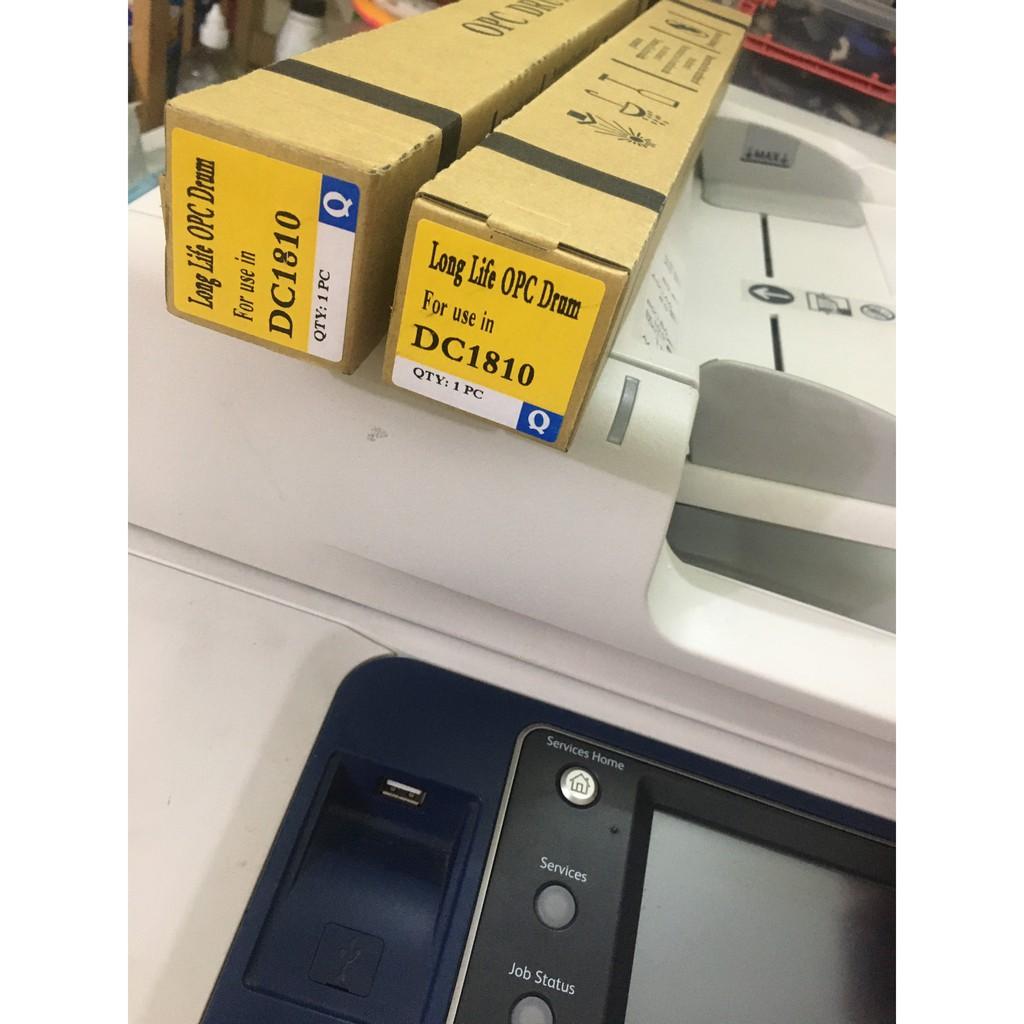 OPC DRUM
Long Life OPC Drum
For use in
DC1810
QTY: 1 PC
Q
Long Life OPC Drum
For use in
DC1810
QTY: 1 PC
Q
MAX
Services Home
Services
Job Status